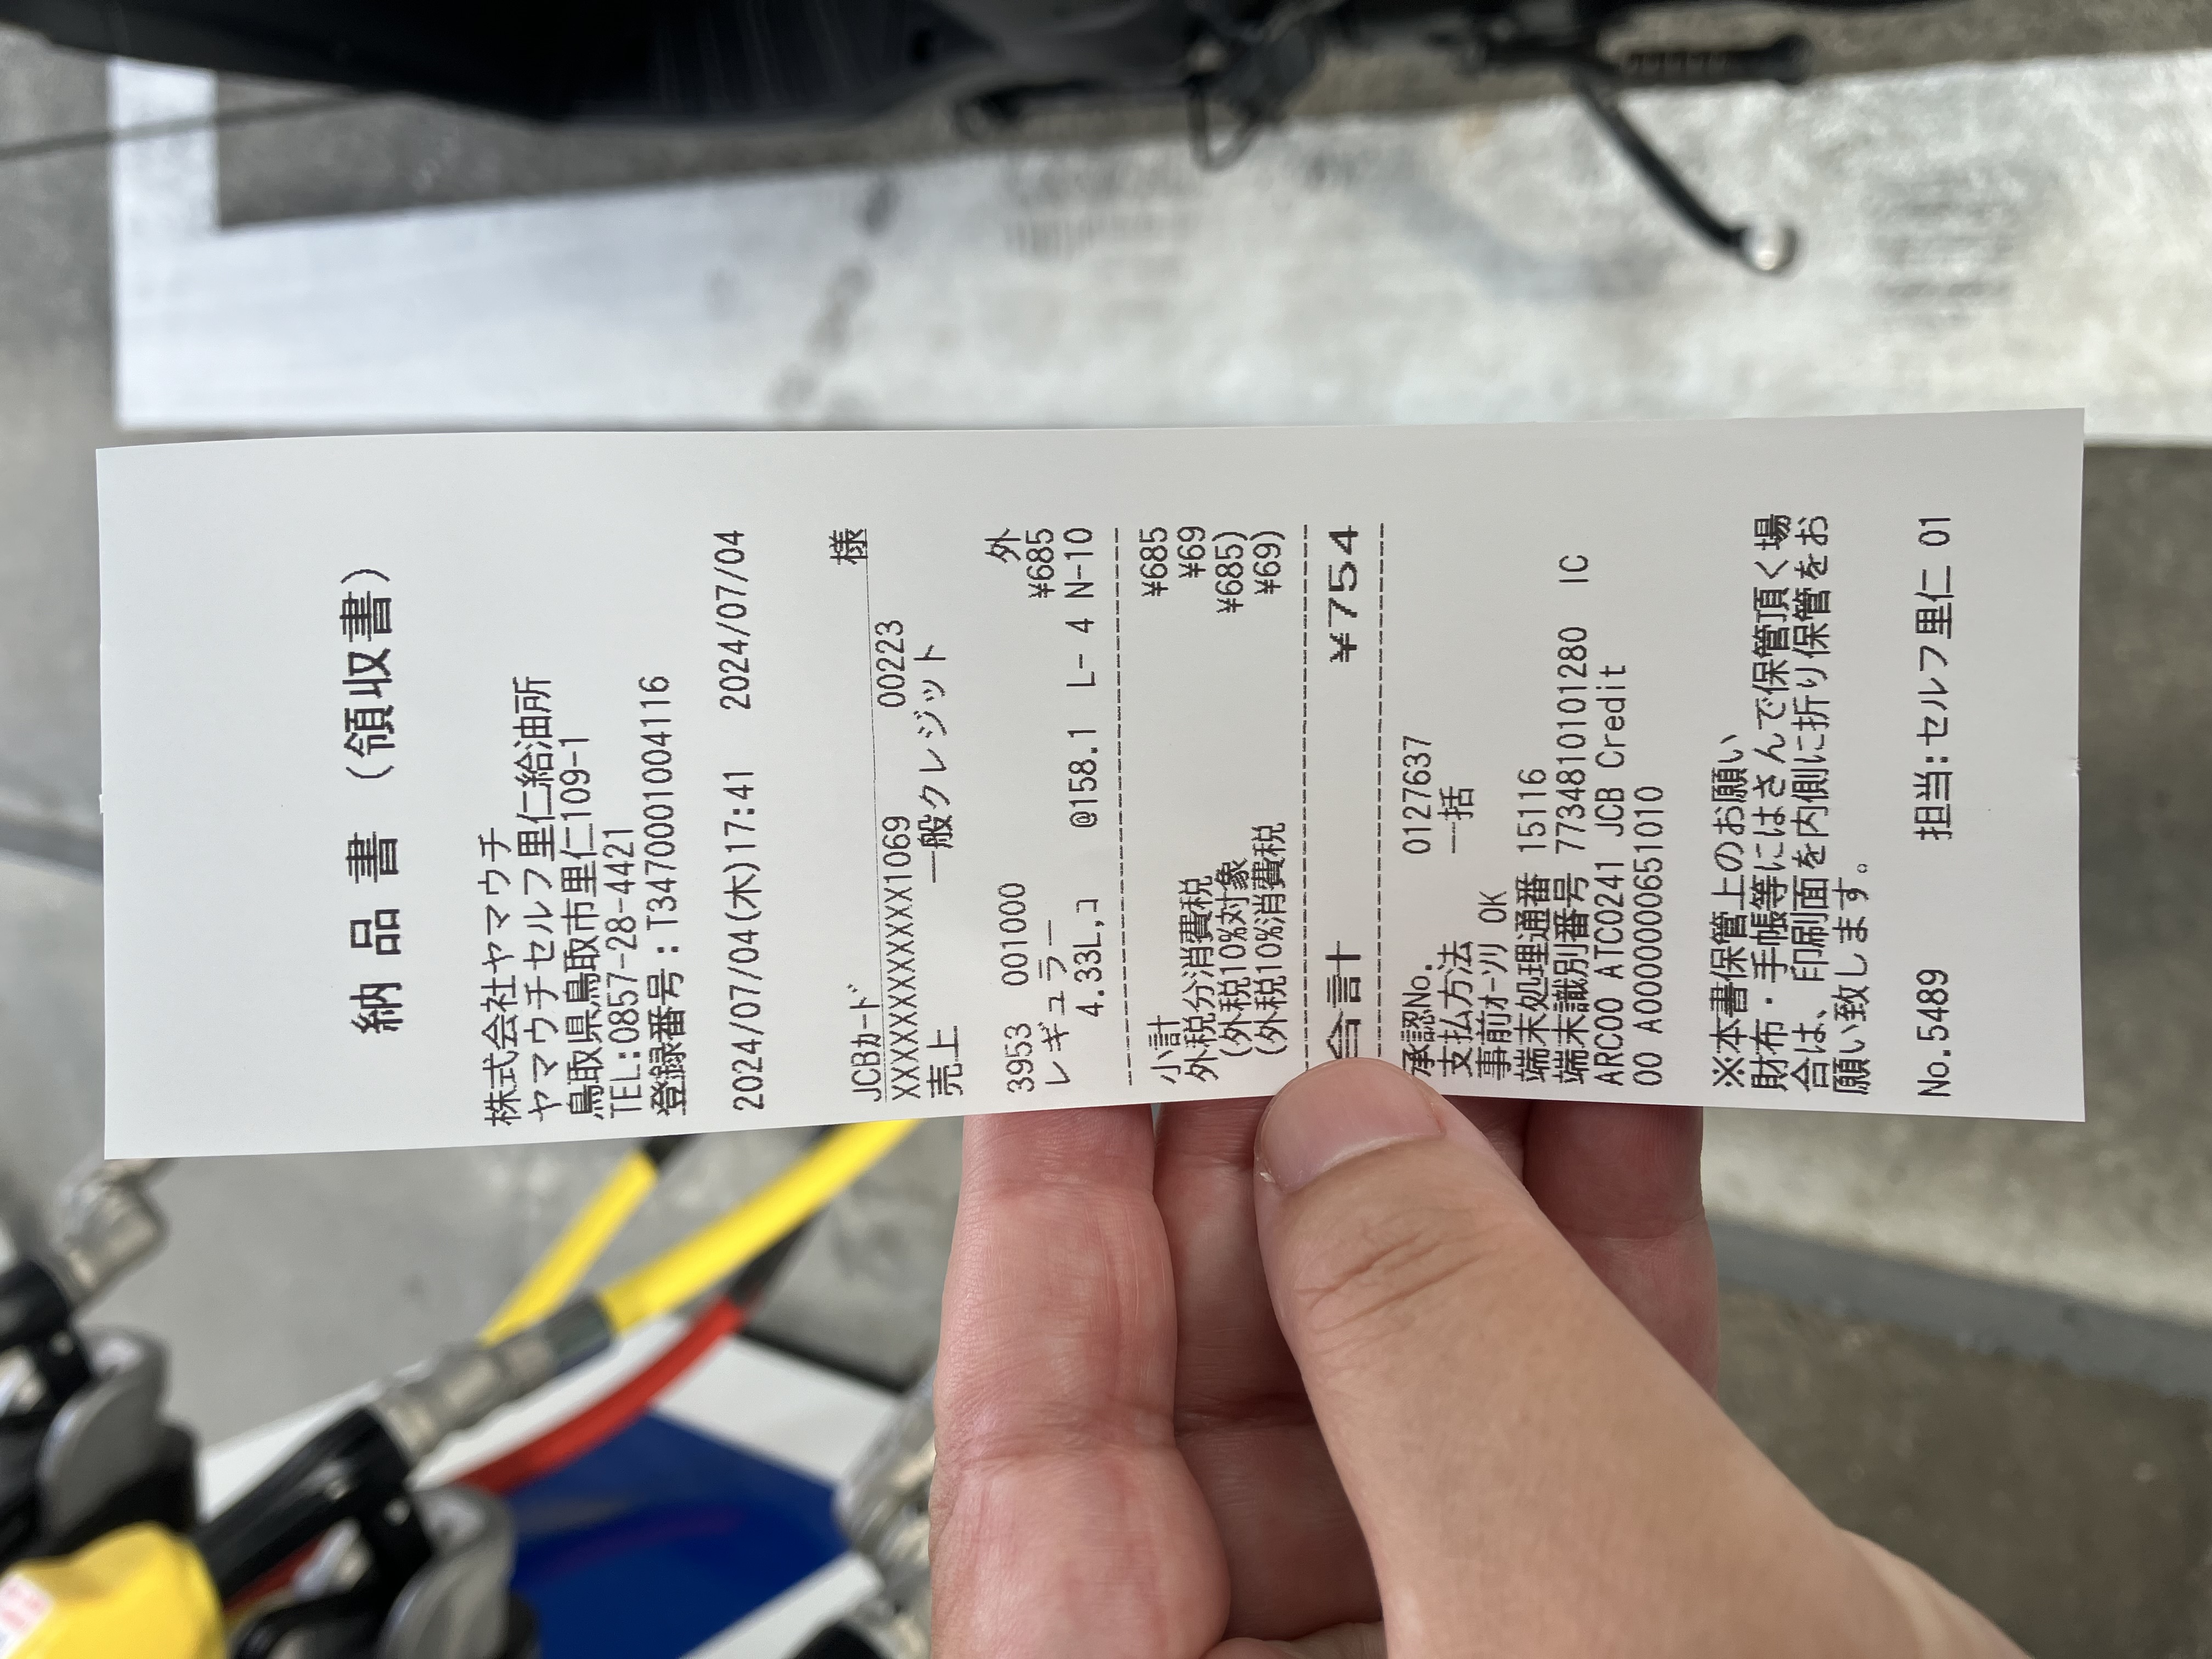 納品書（領収書）
株式会社ヤマウチ
ヤマウチセルフ里仁給油所
鳥取県鳥取市里仁109-1
TEL:0857-28-4421
登録番号：T3470001004116
2024/07/04(木)17:41 2024/07/04
JCBｶｰﾄﾞ 様
XXXXXXXXXXXX1069 00223
売上 一般クレジット
3953 001000 外
レギュラー ¥685
4.33L,ｺ @158.1 L- 4 N-10
小計 ¥685
外税分消費税 ¥69
(外税10%対象 ¥685)
(外税10%消費税 ¥69)
合計 ¥754
承認No. 0127637
支払方法 一括
事前ｵｰｿﾘ OK
端末処理通番 15116
端末識別番号 7734810101280 IC
ARC00 ATC0241 JCB Credit
00 A0000000651010
※本書保管上のお願い
財布・手帳等にはさんで保管頂く場
合は、印刷面を内側に折り保管をお
願い致します。
No.5489 担当:セルフ里仁 01